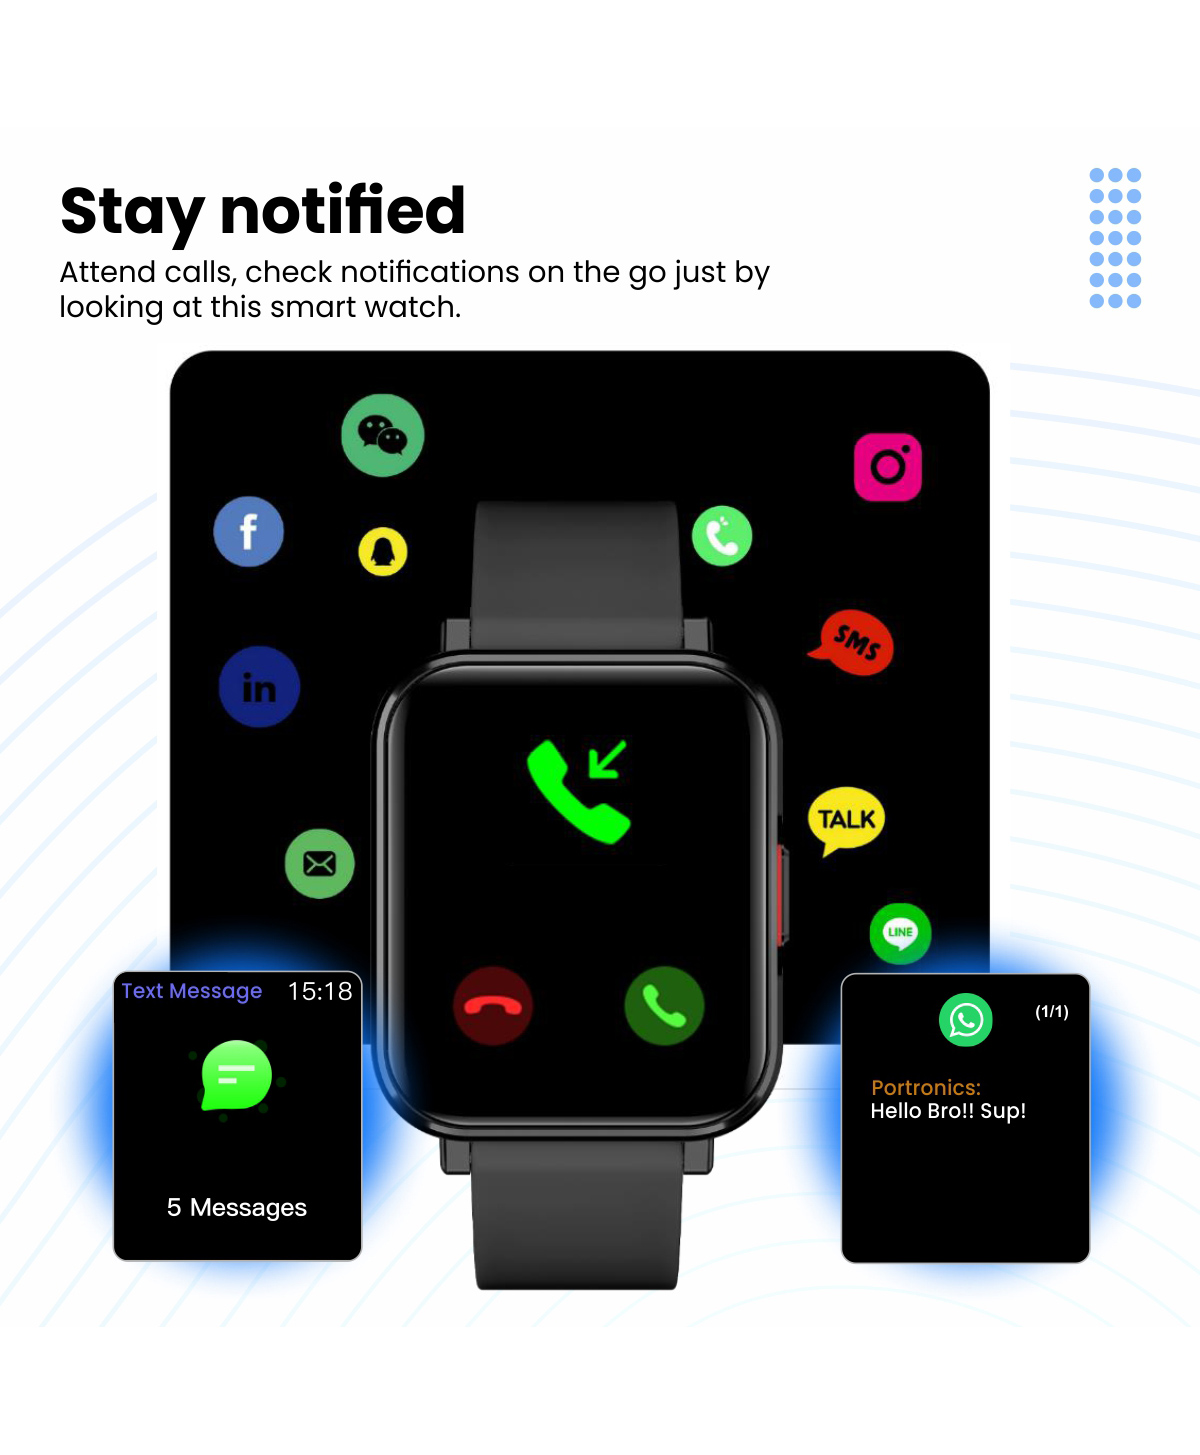 Stay notified
Attend calls, check notifications on the go just by
looking at this smart watch.
f
in
SMS
TALK
LINE
Text Message 15:18
5 Messages
(1/1)
Portronics:
Hello Bro!! Sup!